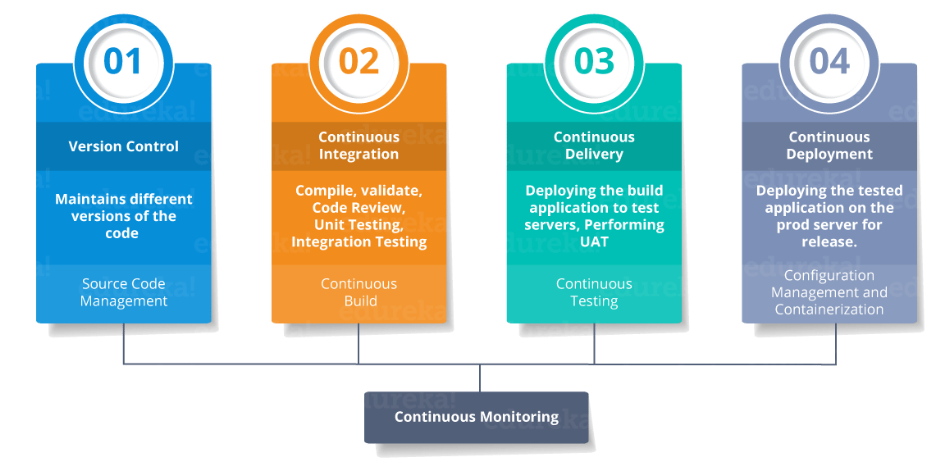 01
Version Control
Maintains different
versions of the
code
Source Code
Management
02
Continuous
Integration
Compile, validate,
Code Review,
Unit Testing,
Integration Testing
Continuous
Build
03
Continuous
Delivery
Deploying the build
application to test
servers, Performing
UAT
Continuous
Testing
04
Continuous
Deployment
Deploying the tested
application on the
prod server for
release.
Configuration
Management and
Containerization
Continuous Monitoring
edureka!